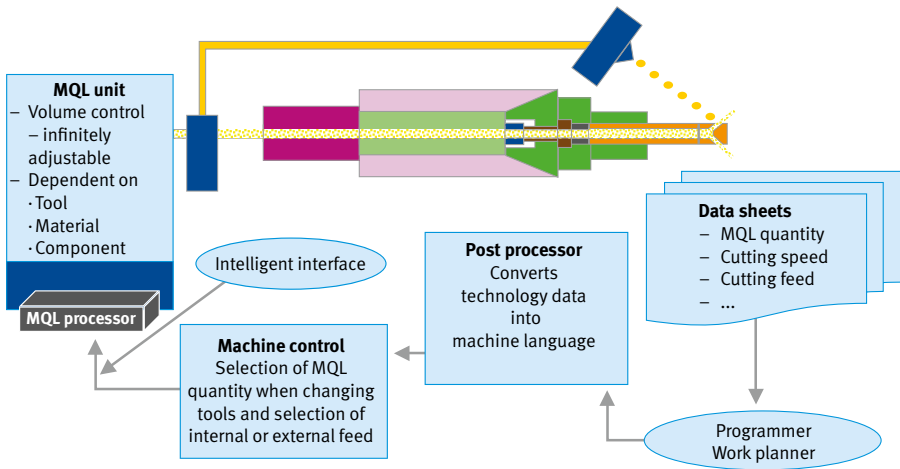 MQL unit
– Volume control
– infinitely
adjustable
– Dependent on
· Tool
· Material
· Component
MQL processor
Intelligent interface
Machine control
Selection of MQL
quantity when changing
tools and selection of
internal or external feed
Post processor
Converts
technology data
into
machine language
Data sheets
– MQL quantity
– Cutting speed
– Cutting feed
– ...
Programmer
Work planner